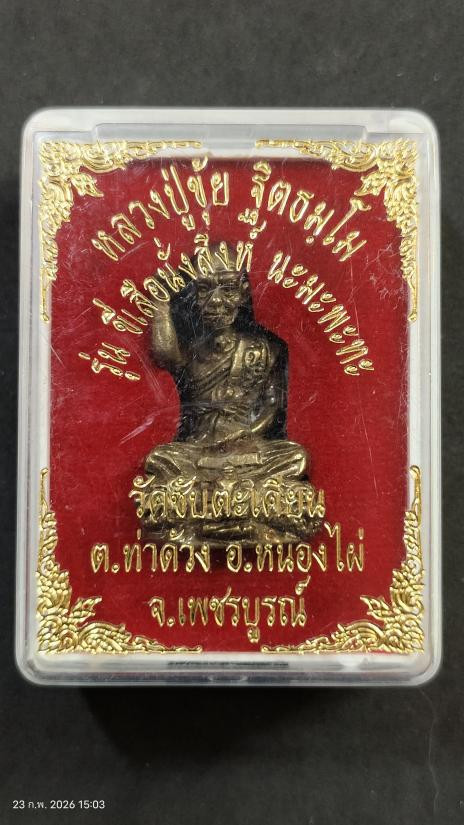 หลวงปู่ขุ้ย ฐิตธมฺโม
รุ่น ขี่เสือนั่งสิงห์ นะมะพะทะ
วัดซับตะเคียน
ต.ท่าด้วง อ.หนองไผ่
จ.เพชรบูรณ์
23 ก.พ. 2026 15:03